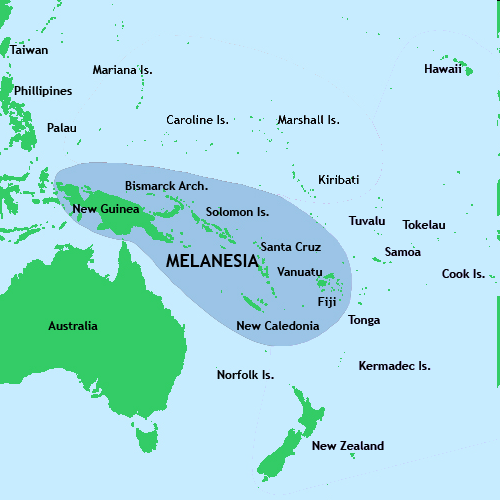 Taiwan
Mariana Is.
Hawaii
Phillipines
Palau
Caroline Is.
Marshall Is.
Kiribati
Bismarck Arch.
New Guinea
Solomon Is.
Tuvalu
Tokelau
Santa Cruz
Samoa
MELANESIA
Vanuatu
Cook Is.
Fiji
Tonga
Australia
New Caledonia
Kermadec Is.
Norfolk Is.
New Zealand